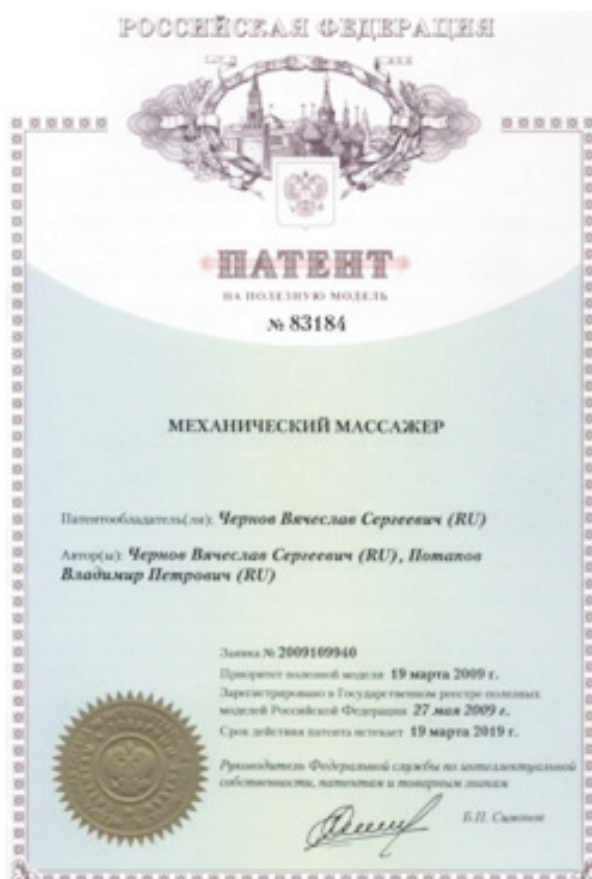 РОССИЙСКАЯ ФЕДЕРАЦИЯ
ПАТЕНТ
НА ПОЛЕЗНУЮ МОДЕЛЬ
№ 83184
МЕХАНИЧЕСКИЙ МАССАЖЕР
Патентообладатель(ли): Чернов Вячеслав Сергеевич (RU)
Автор(ы): Чернов Вячеслав Сергеевич (RU), Потапов
Владимир Петрович (RU)
Заявка № 2009109940
Приоритет полезной модели 19 марта 2009 г.
Зарегистрировано в Государственном реестре полезных
моделей Российской Федерации 27 мая 2009 г.
Срок действия патента истекает 19 марта 2019 г.
Руководитель Федеральной службы по интеллектуальной
собственности, патентам и товарным знакам
Б.П. Симонов